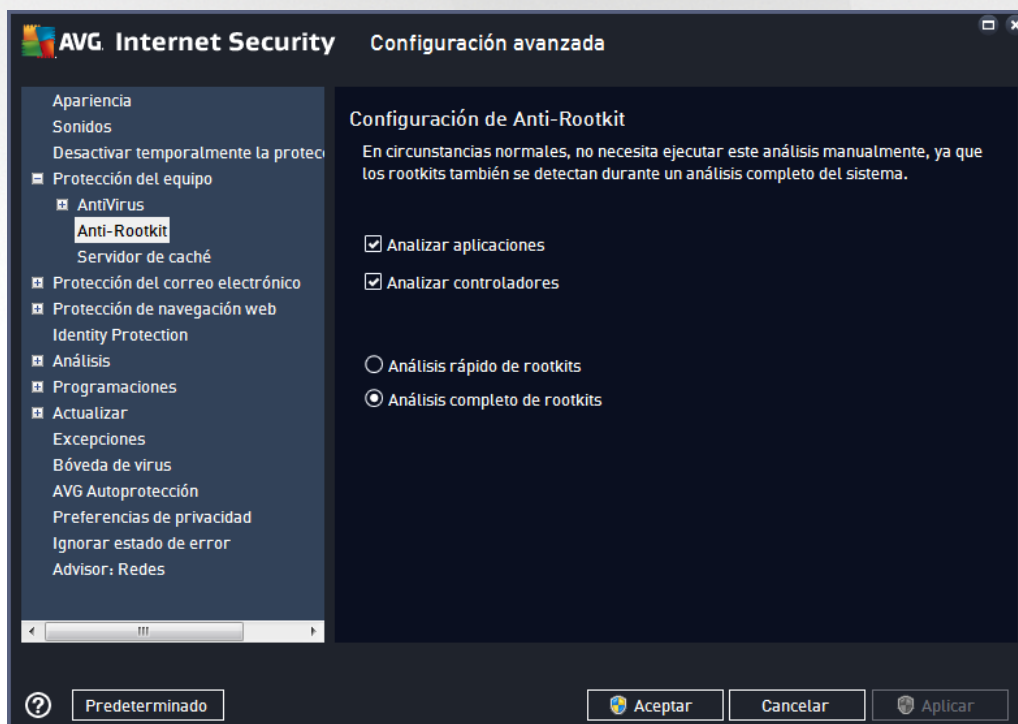 AVG. Internet Security
Configuración avanzada
Apariencia
Sonidos
Desactivar temporalmente la protec
Protección del equipo
AntiVirus
Anti-Rootkit
Servidor de caché
Protección del correo electrónico
Protección de navegación web
Identity Protection
Análisis
Programaciones
Actualizar
Excepciones
Bóveda de virus
AVG Autoprotección
Preferencias de privacidad
Ignorar estado de error
Advisor: Redes
Configuración de Anti-Rootkit
En circunstancias normales, no necesita ejecutar este análisis manualmente, ya que
los rootkits también se detectan durante un análisis completo del sistema.
Analizar aplicaciones
Analizar controladores
Análisis rápido de rootkits
Análisis completo de rootkits
Predeterminado
Aceptar
Cancelar
Aplicar